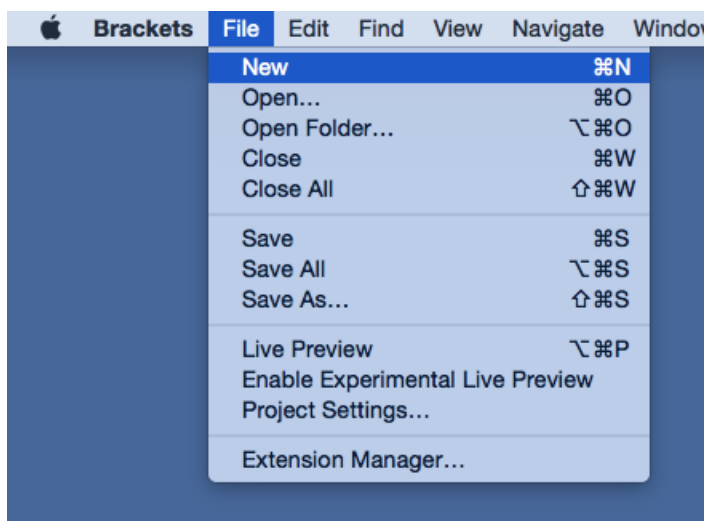 Brackets File Edit Find View Navigate Window
New ⌘N
Open... ⌘O
Open Folder... ⌥⌘O
Close ⌘W
Close All ⇧⌘W
Save ⌘S
Save All ⌥⌘S
Save As... ⇧⌘S
Live Preview ⌥⌘P
Enable Experimental Live Preview
Project Settings...
Extension Manager...